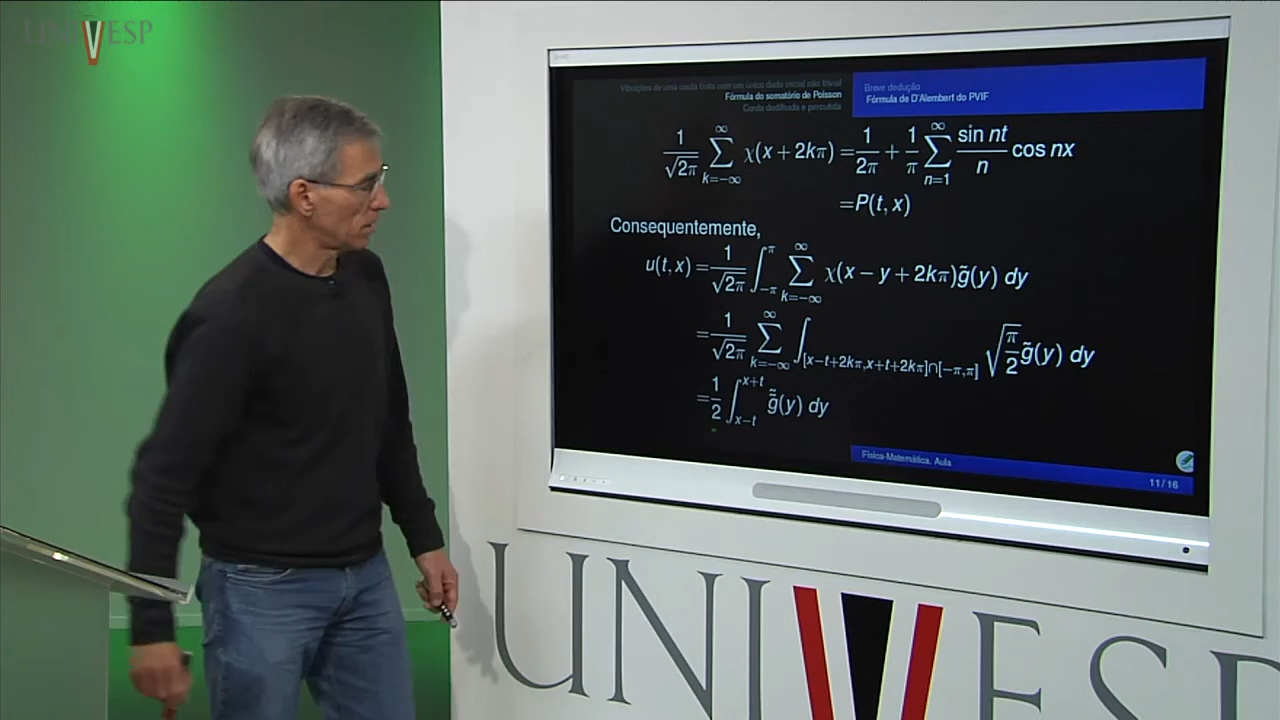 UNIVESP
Vibrações de uma corda finita com um único dado inicial não trivial
Fórmula do somatório de Poisson
Corda dedilhada e percutida
Breve dedução
Fórmula de D'Alembert do PVIF
1/√2π ∑_{k=−∞}^{∞} χ(x + 2kπ) = 1/2π + 1/π ∑_{n=1}^{∞} sin nt/n cos nx
=P(t, x)
Consequentemente,
u(t, x) = 1/√2π ∫_{−π}^{π} ∑_{k=−∞}^{∞} χ(x − y + 2kπ)g̃(y) dy
= 1/√2π ∑_{k=−∞}^{∞} ∫_{[x−t+2kπ,x+t+2kπ]∩[−π,π]} √(π/2) g̃(y) dy
= 1/2 ∫_{x−t}^{x+t} g̃̃(y) dy
Física-Matemática. Aula
11/16
UNIVESP